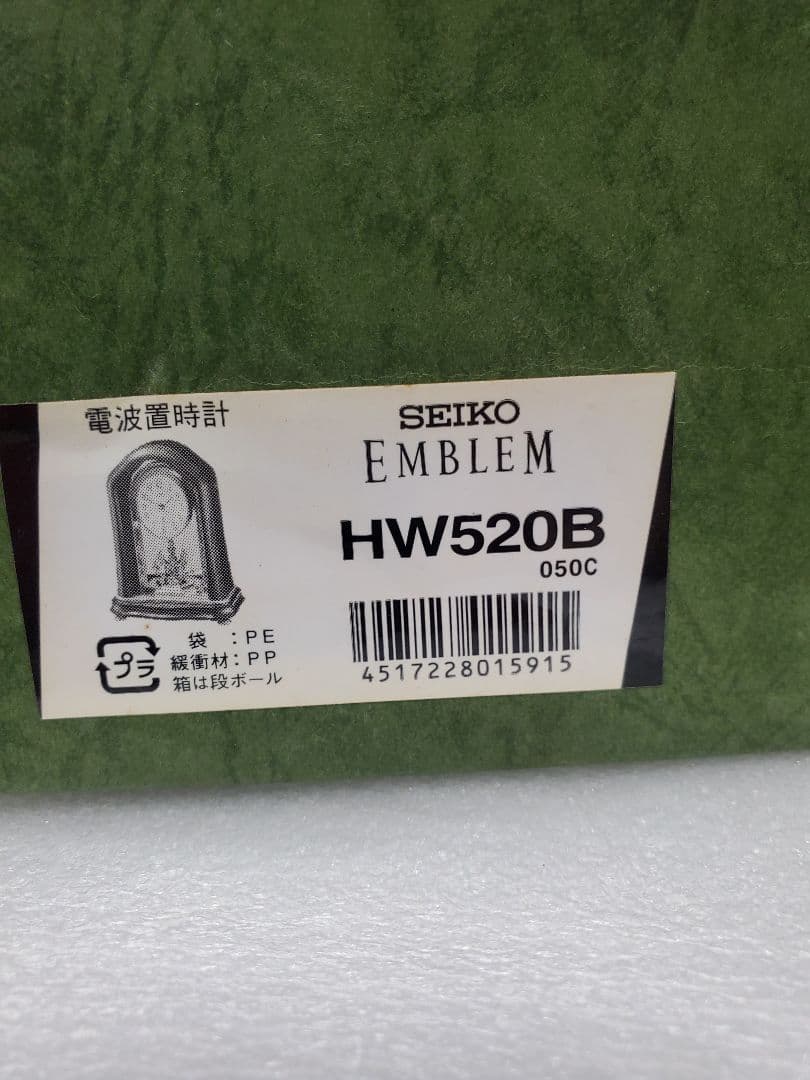 電波置時計
SEIKO
EMBLEM
HW520B
050C
4517228015915
プラ
袋 ：PE
緩衝材：PP
箱は段ボール